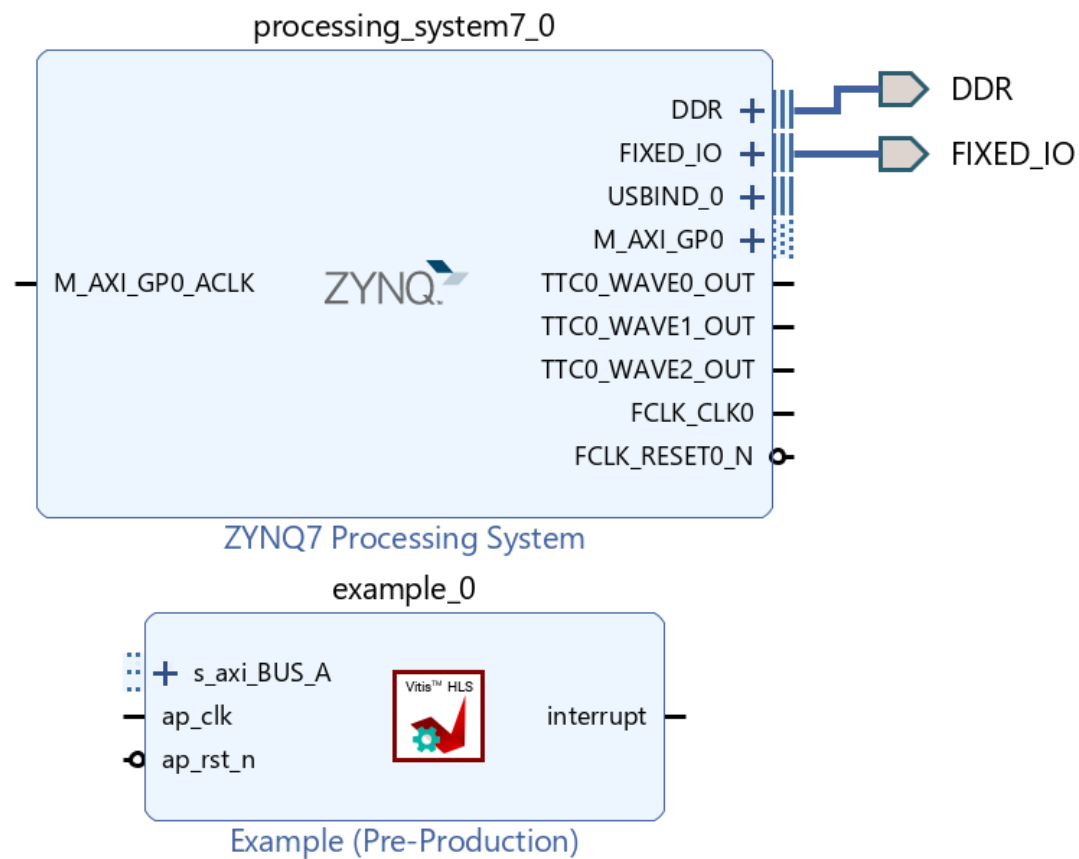 processing_system7_0
DDR
DDR
FIXED_IO
FIXED_IO
USBIND_0
M_AXI_GP0
M_AXI_GP0_ACLK
ZYNQ™
TTC0_WAVE0_OUT
TTC0_WAVE1_OUT
TTC0_WAVE2_OUT
FCLK_CLK0
FCLK_RESET0_N
ZYNQ7 Processing System
example_0
s_axi_BUS_A
Vitis™ HLS
ap_clk
interrupt
ap_rst_n
Example (Pre-Production)